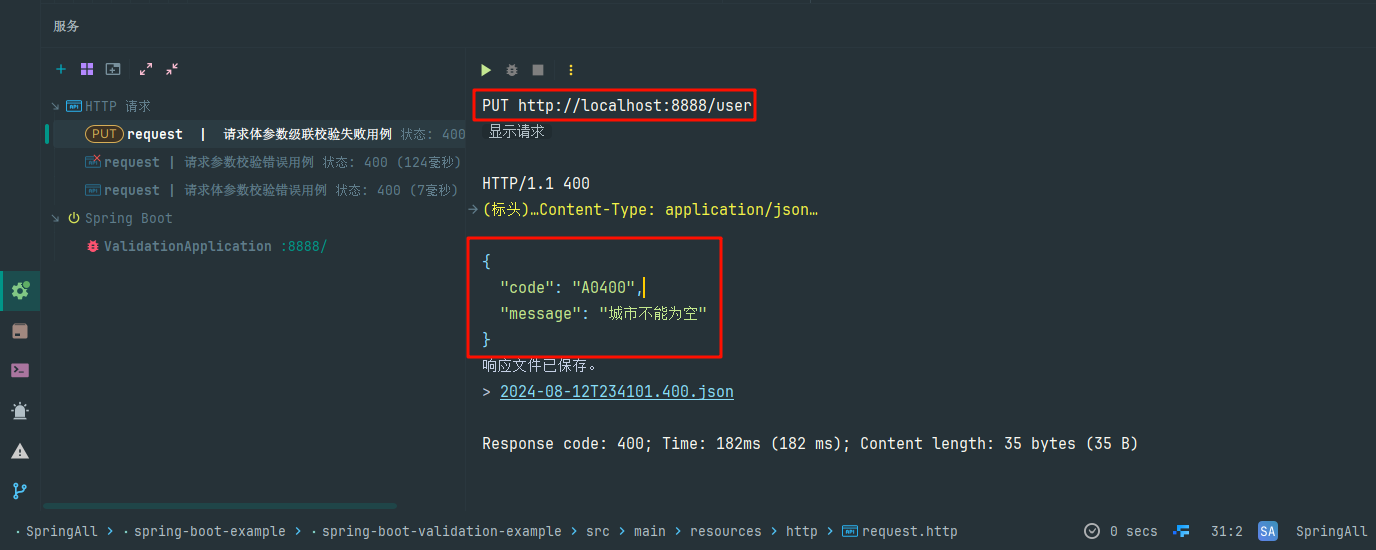 服务
HTTP 请求
PUT request | 请求体参数级联校验失败用例 状态: 400
request | 请求参数校验错误用例 状态: 400 (124毫秒)
request | 请求体参数校验错误用例 状态: 400 (7毫秒)
Spring Boot
ValidationApplication :8888/
PUT http://localhost:8888/user
显示请求
HTTP/1.1 400
(标头)…Content-Type: application/json…
{
"code": "A0400",
"message": "城市不能为空"
}
响应文件已保存。
> 2024-08-12T234101.400.json
Response code: 400; Time: 182ms (182 ms); Content length: 35 bytes (35 B)
SpringAll > spring-boot-example > spring-boot-validation-example > src > main > resources > http > request.http
0 secs
31:2
SA
SpringAll